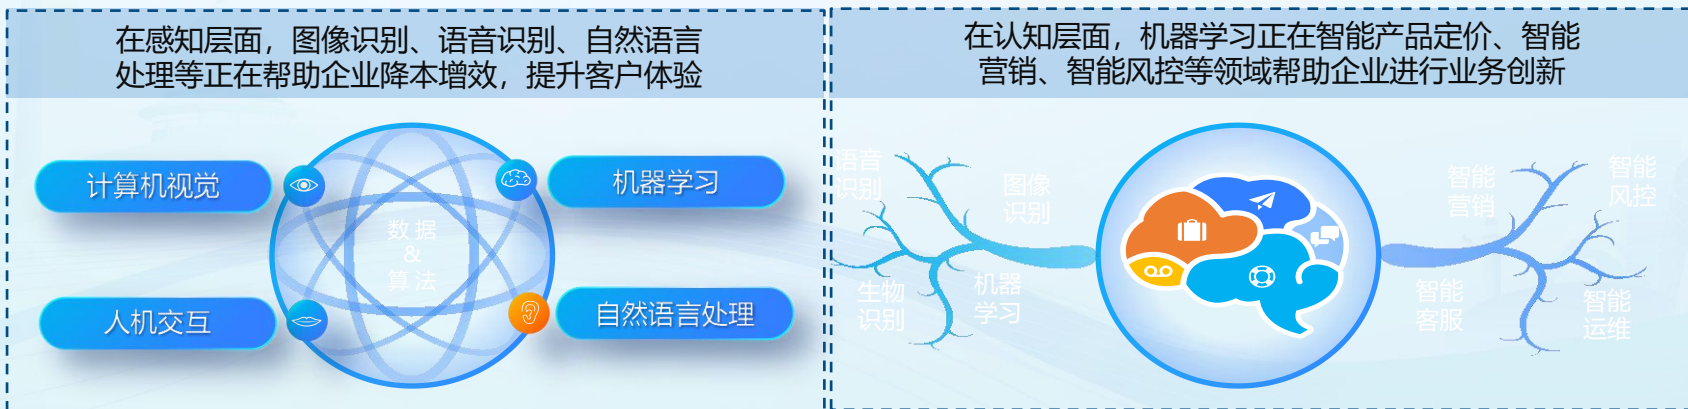 在感知层面，图像识别、语音识别、自然语言
处理等正在帮助企业降本增效，提升客户体验
计算机视觉
机器学习
数据
&
算法
人机交互
自然语言处理
在认知层面，机器学习正在智能产品定价、智能
营销、智能风控等领域帮助企业进行业务创新
语音
识别
图像
识别
生物
识别
机器
学习
智能
营销
智能
风控
智能
客服
智能
运维